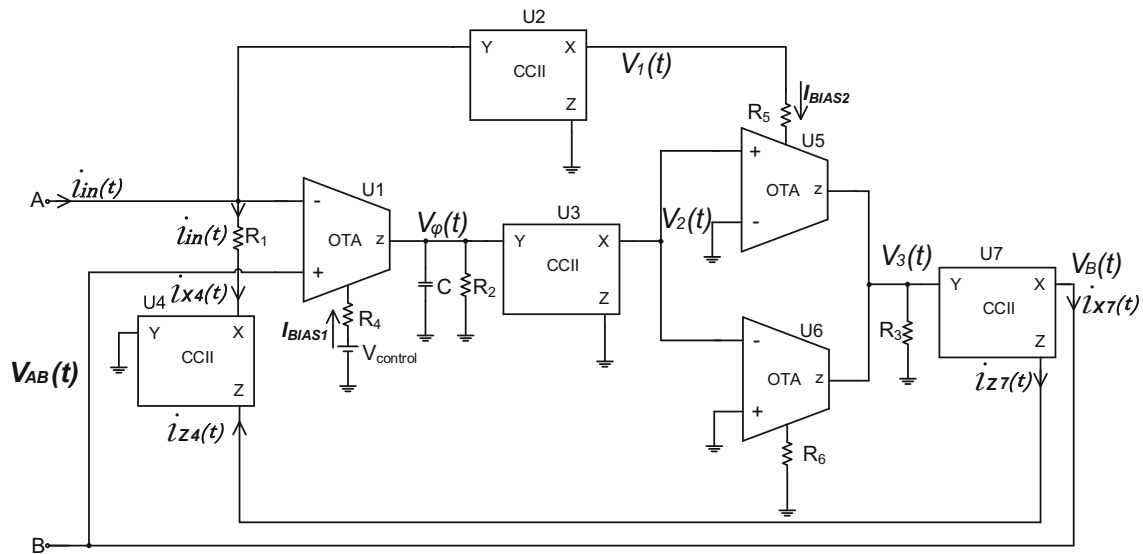 U2
Y X
CCII
Z
V1(t)
IBIAS2
R5
U5
+
OTA
z
-
A
iin(t)
U1
-
OTA
z
+
iin(t)
R1
Vφ(t)
U3
Y X
CCII
Z
V2(t)
C
R2
V3(t)
U7
Y X
CCII
Z
VB(t)
iX7(t)
R3
iX4(t)
U4
Y X
CCII
Z
IBIAS1
R4
Vcontrol
U6
-
OTA
z
+
R6
VAB(t)
iZ4(t)
iZ7(t)
B